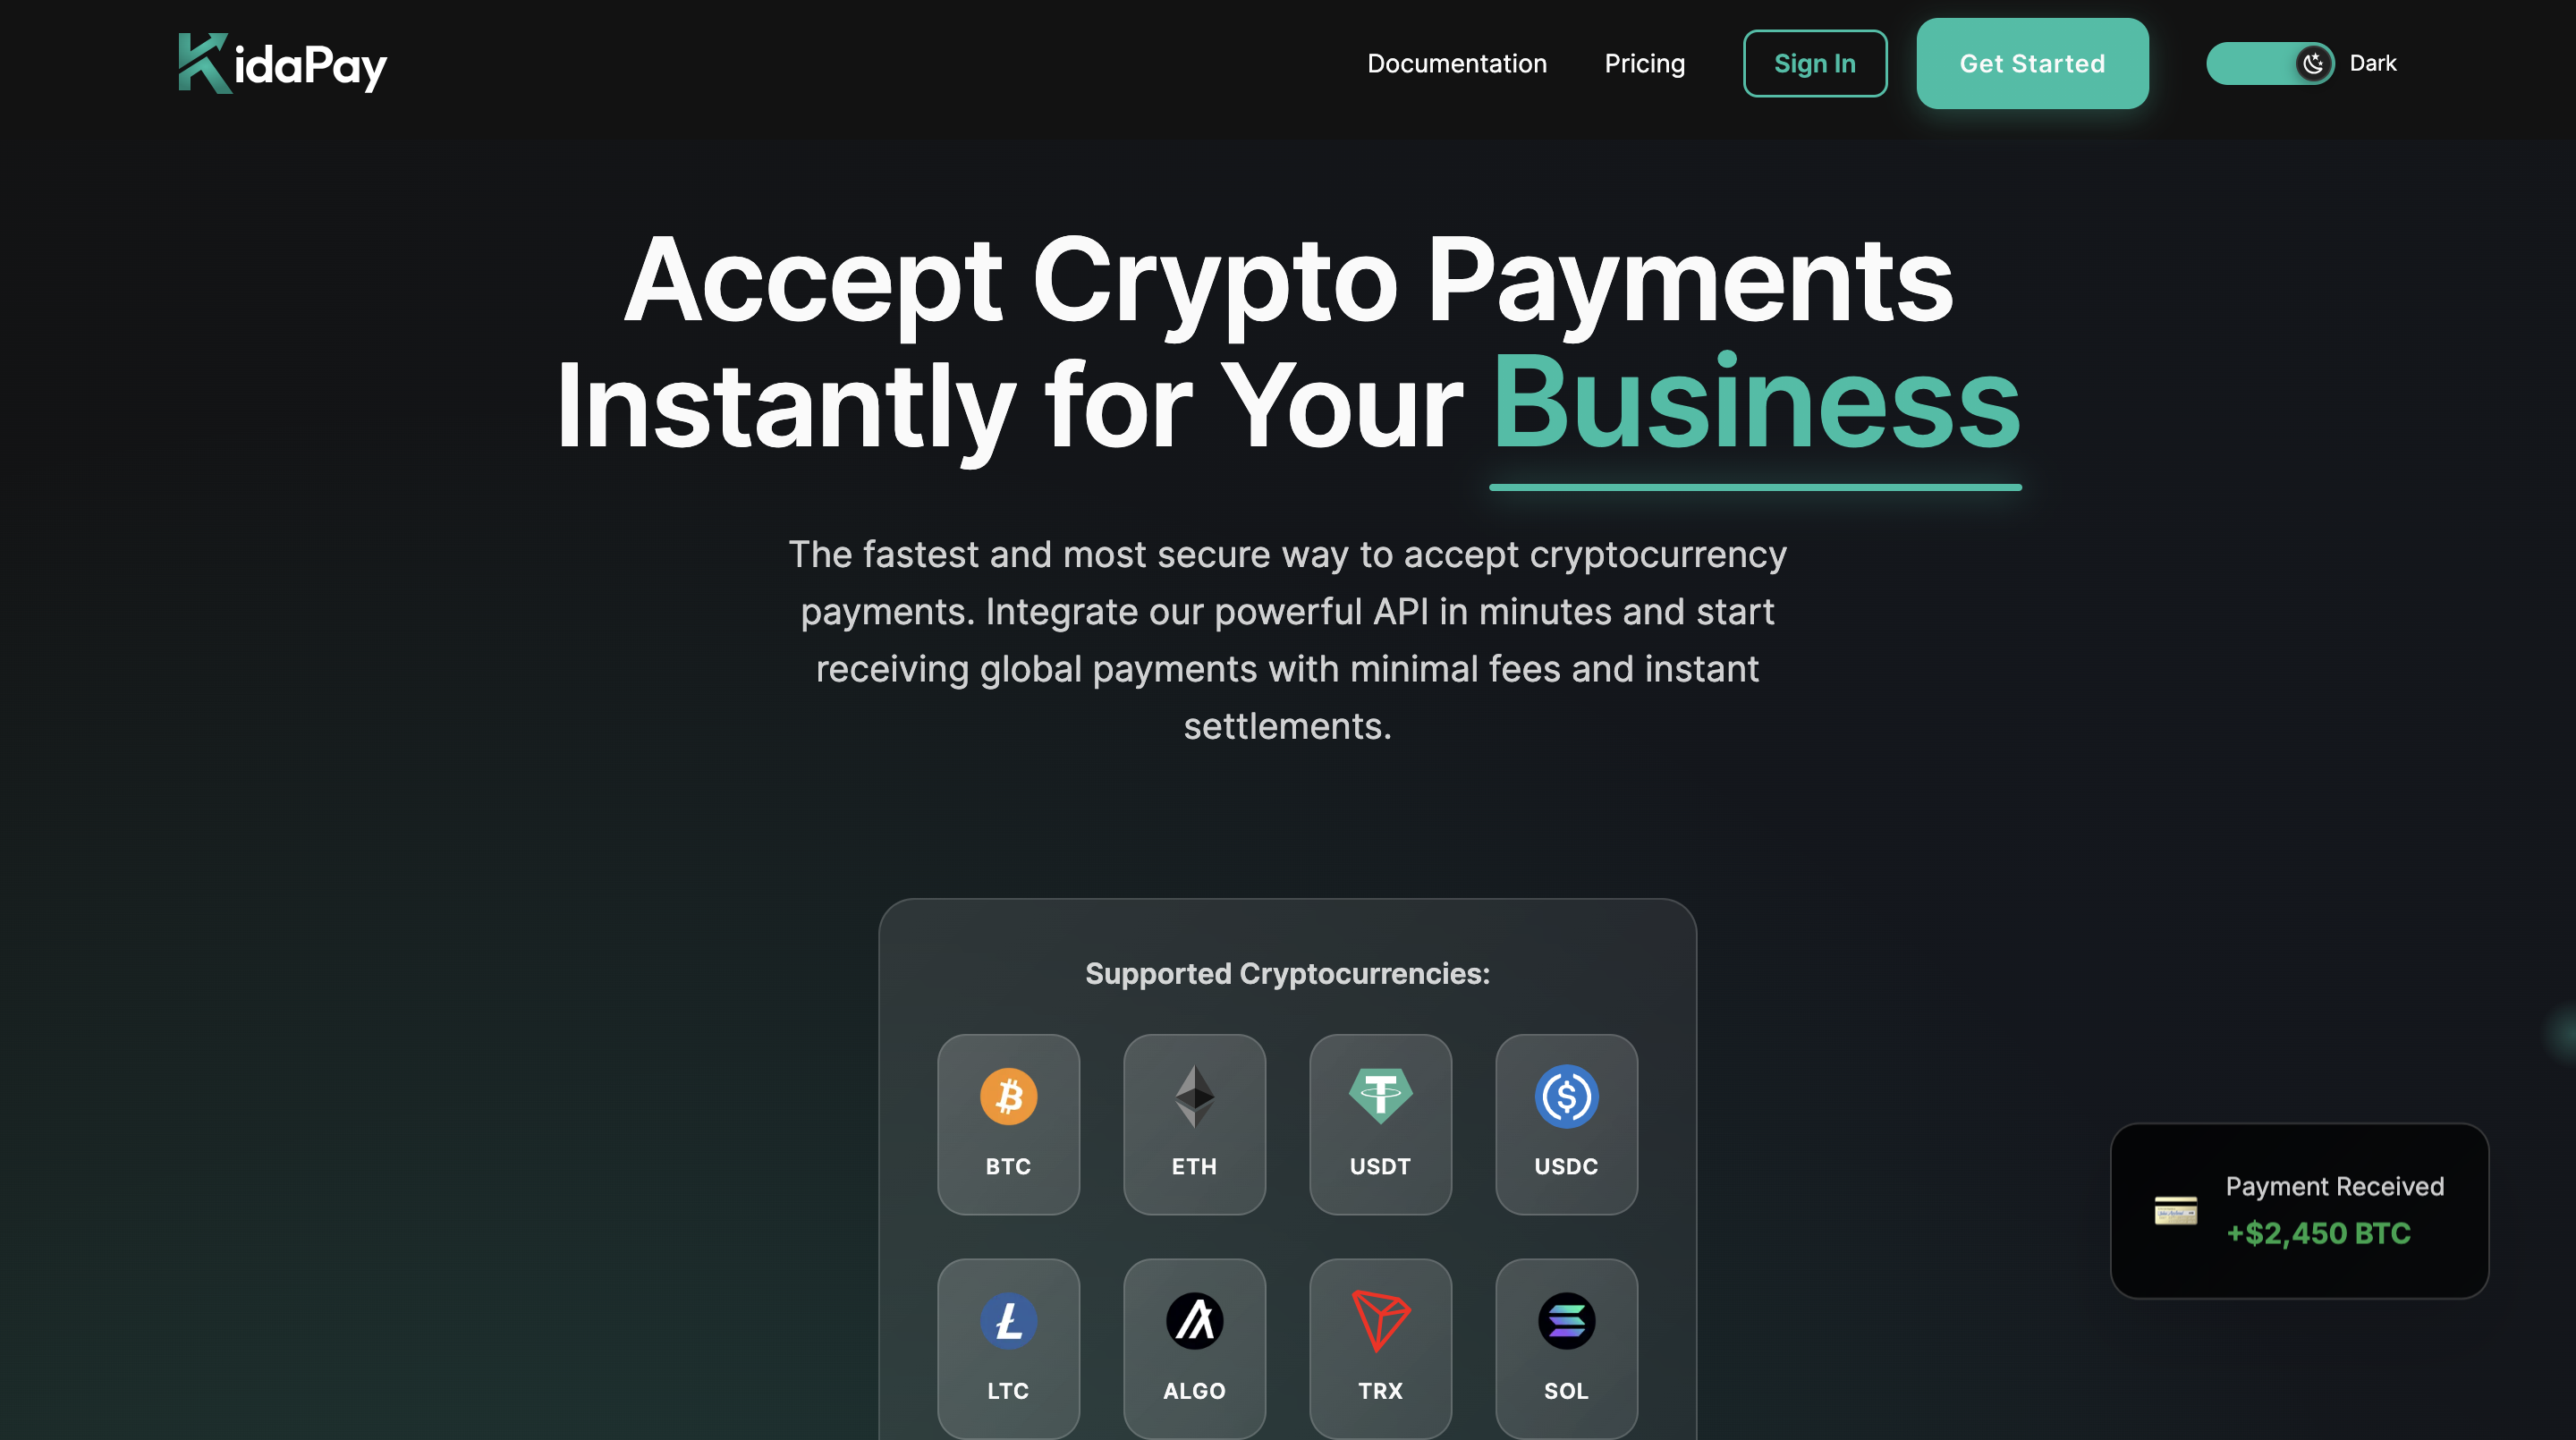 KidaPay
Documentation
Pricing
Sign In
Get Started
Dark
Accept Crypto Payments
Instantly for Your Business
The fastest and most secure way to accept cryptocurrency
payments. Integrate our powerful API in minutes and start
receiving global payments with minimal fees and instant
settlements.
Supported Cryptocurrencies:
BTC
ETH
USDT
USDC
LTC
ALGO
TRX
SOL
Payment Received
+$2,450 BTC